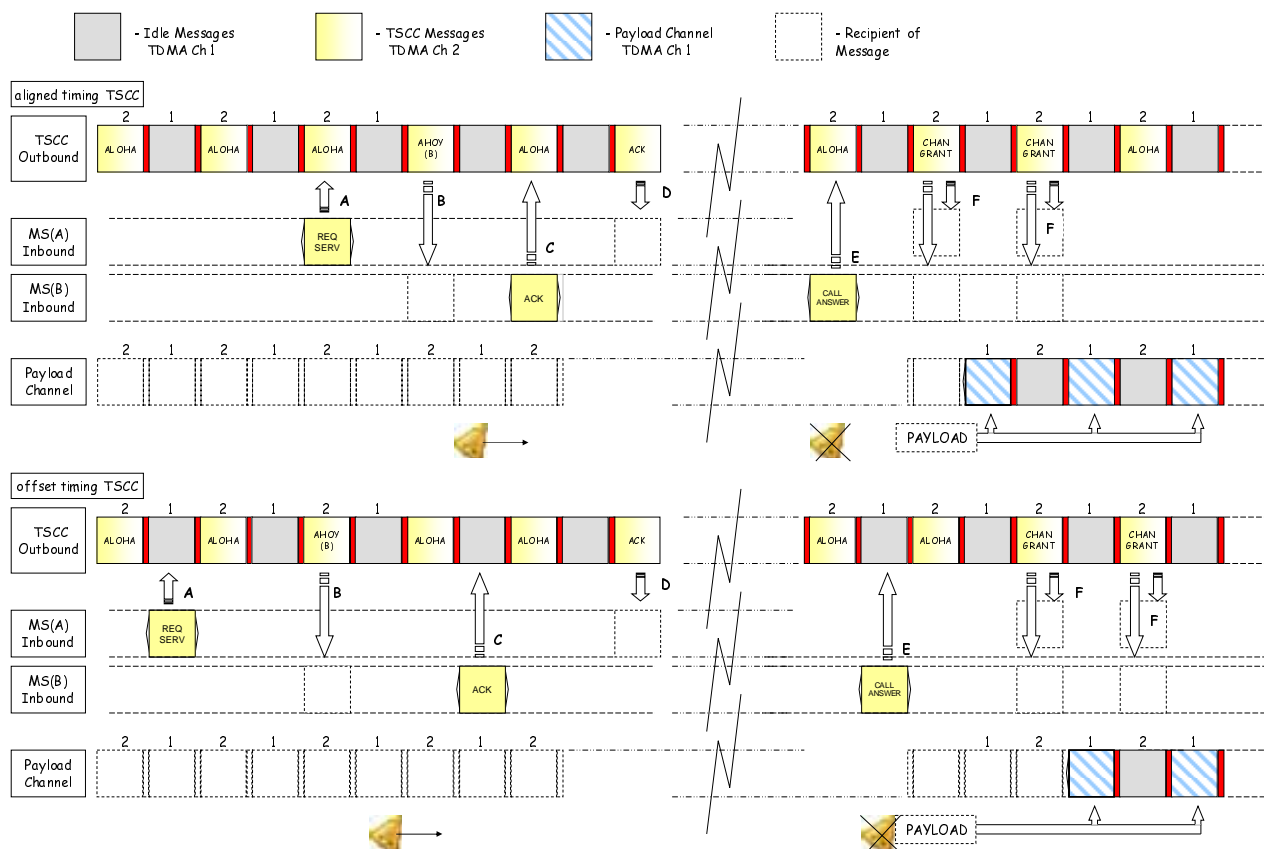 - Idle Messages
TDMA Ch 1
- TSCC Messages
TDMA Ch 2
- Payload Channel
TDMA Ch 1
- Recipient of
Message
aligned timing TSCC
2 1 2 1 2 1 2 1 2 1 2 1
TSCC
Outbound
ALOHA ALOHA ALOHA AHOY
(B) ALOHA ACK ALOHA CHAN
GRANT CHAN
GRANT ALOHA
A B C D E F F
MS(A)
Inbound
REQ
SERV
MS(B)
Inbound
ACK
CALL
ANSWER
2 1 2 1 2 1 2 1 2 1 2 1 2 1
Payload
Channel
PAYLOAD
offset timing TSCC
2 1 2 1 2 1 2 1 2 1 2 1
TSCC
Outbound
ALOHA ALOHA AHOY
(B) ALOHA ALOHA ACK ALOHA ALOHA CHAN
GRANT CHAN
GRANT
A B C D E F F
MS(A)
Inbound
REQ
SERV
MS(B)
Inbound
ACK
CALL
ANSWER
2 1 2 1 2 1 2 1 2 1 2 1 2 1
Payload
Channel
PAYLOAD